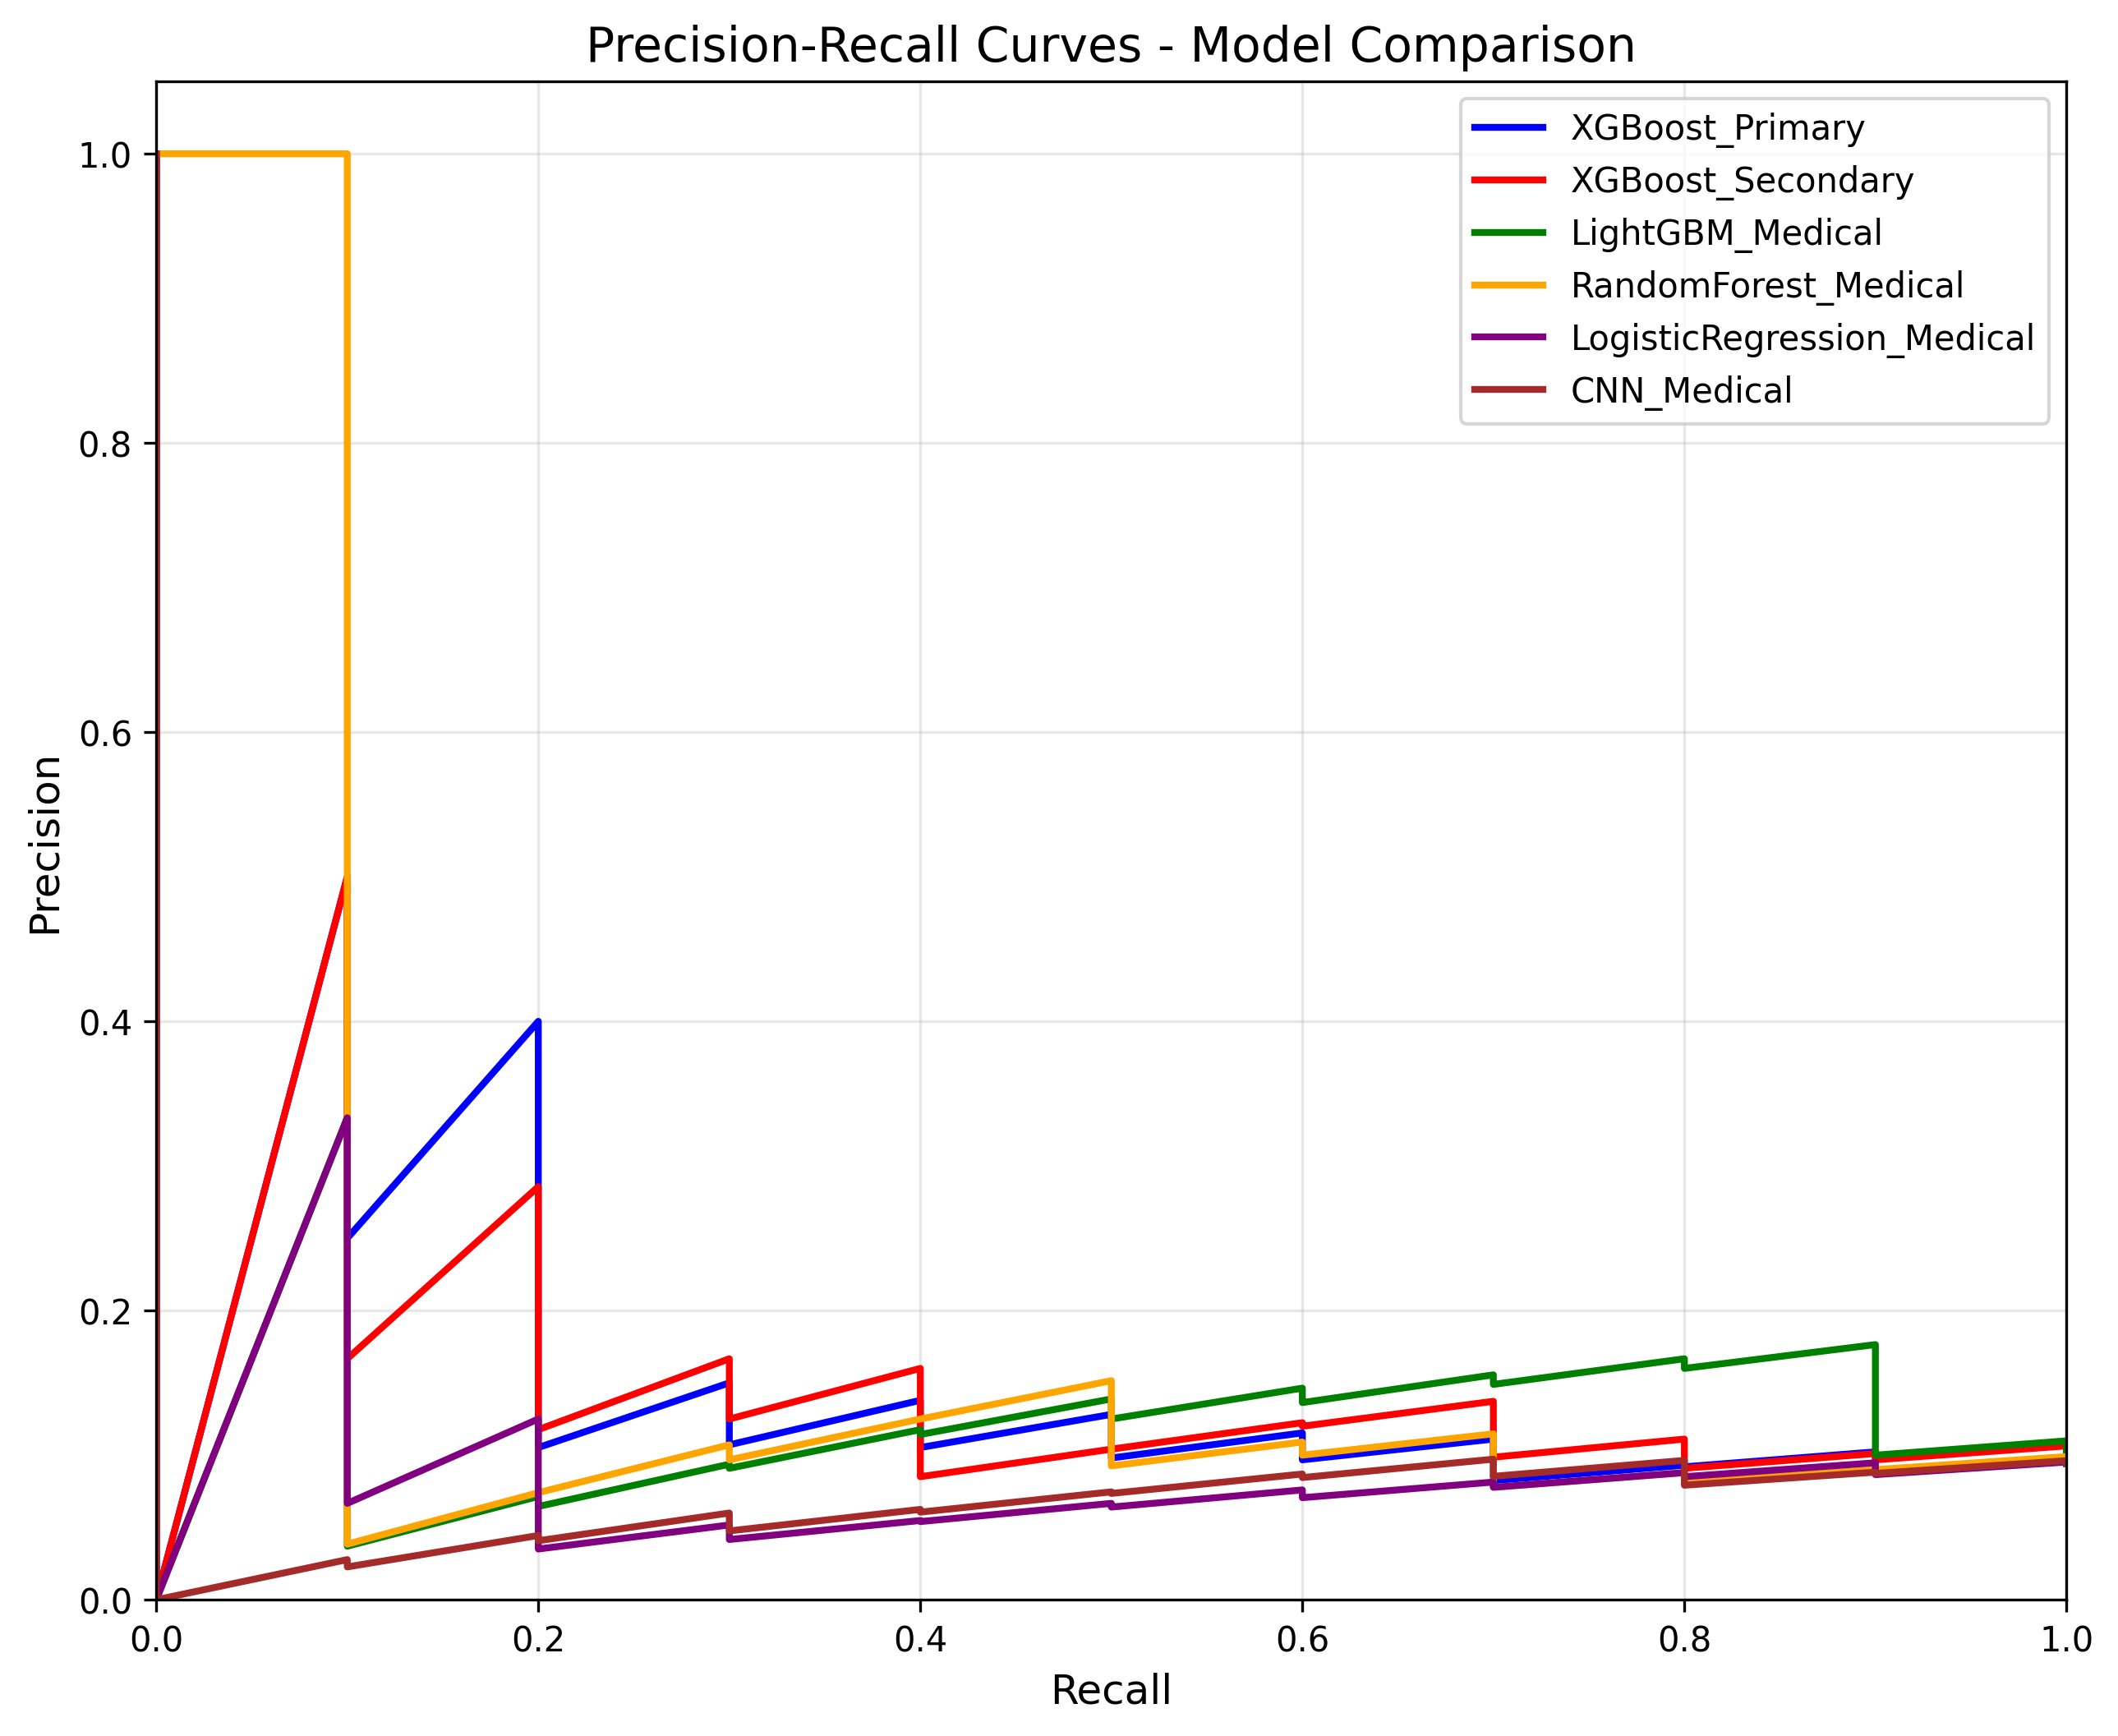 Precision-Recall Curves - Model Comparison
XGBoost_Primary
XGBoost_Secondary
LightGBM_Medical
RandomForest_Medical
LogisticRegression_Medical
CNN_Medical
Precision
1.0
0.8
0.6
0.4
0.2
0.0
0.0 0.2 0.4 0.6 0.8 1.0
Recall